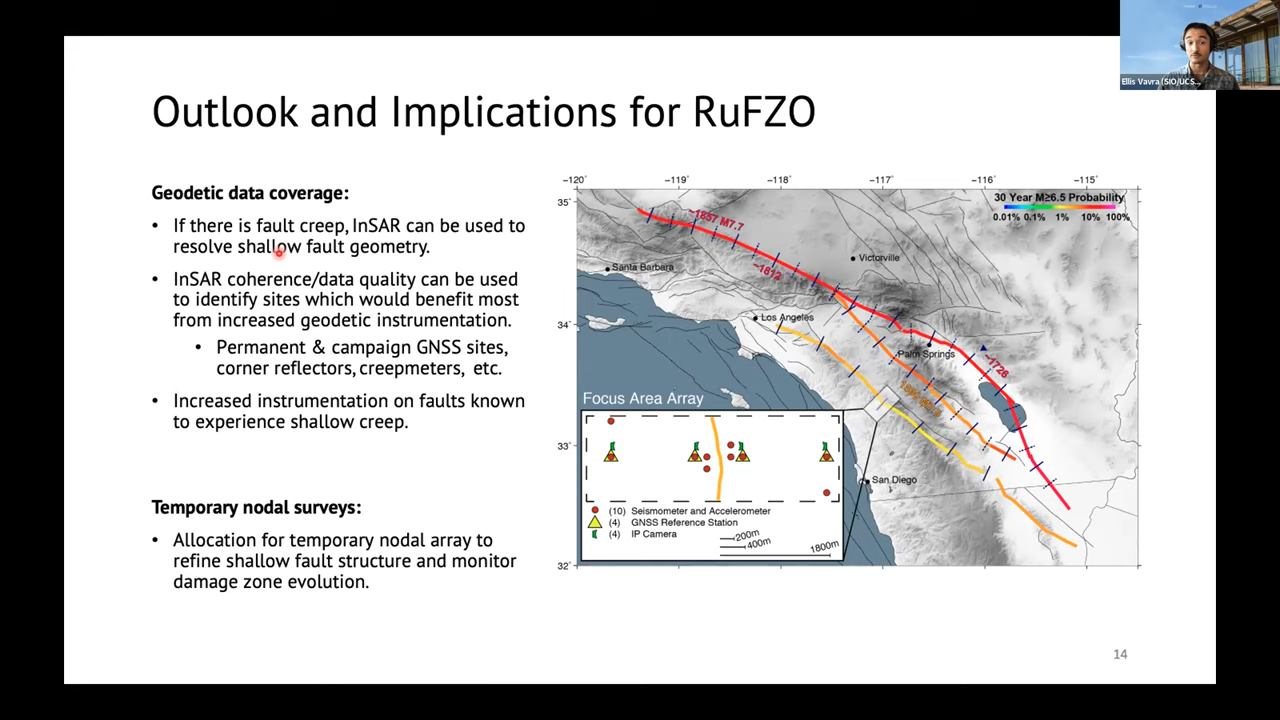 Ellis Vavra (SIO/UCS...
Outlook and Implications for RuFZO
Geodetic data coverage:
• If there is fault creep, InSAR can be used to
resolve shallow fault geometry.
• InSAR coherence/data quality can be used
to identify sites which would benefit most
from increased geodetic instrumentation.
• Permanent & campaign GNSS sites,
corner reflectors, creepmeters, etc.
• Increased instrumentation on faults known
to experience shallow creep.
Temporary nodal surveys:
• Allocation for temporary nodal array to
refine shallow fault structure and monitor
damage zone evolution.
−120° −119° −118° −117° −116° −115°
35°
34°
33°
32°
30 Year M≥6.5 Probability
0.01% 0.1% 1% 10% 100%
~1857 M7.7
~1812
~1726
Santa Barbara
Victorville
Los Angeles
Palm Springs
San Diego
Focus Area Array
(10) Seismometer and Accelerometer
(4) GNSS Reference Station
(4) IP Camera
200m
400m
1800m
14